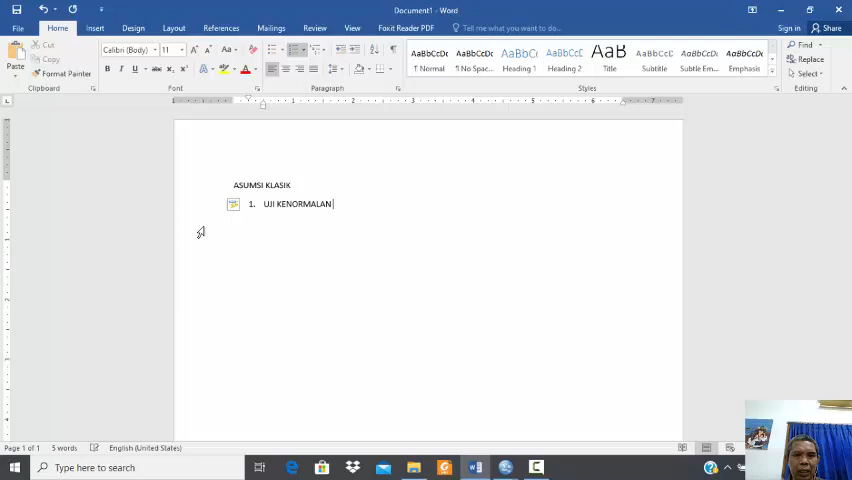 Document1 - Word
Sign in
Share
File
Home
Insert
Design
Layout
References
Mailings
Review
View
Foxit Reader PDF
Tell me what you want to do...
Paste
Cut
Copy
Format Painter
Clipboard
Calibri (Body)
11
Font
Paragraph
AaBbCcDc AaBbCcDc AaBbCc AaBbCcD AaB AaBbCcD AaBbCcDc AaBbCcDc
¶ Normal
¶ No Spac...
Heading 1
Heading 2
Title
Subtitle
Subtle Em...
Emphasis
Styles
Find
Replace
Select
Editing
ASUMSI KLASIK
1. UJI KENORMALAN
Page 1 of 1
5 words
English (United States)
Type here to search